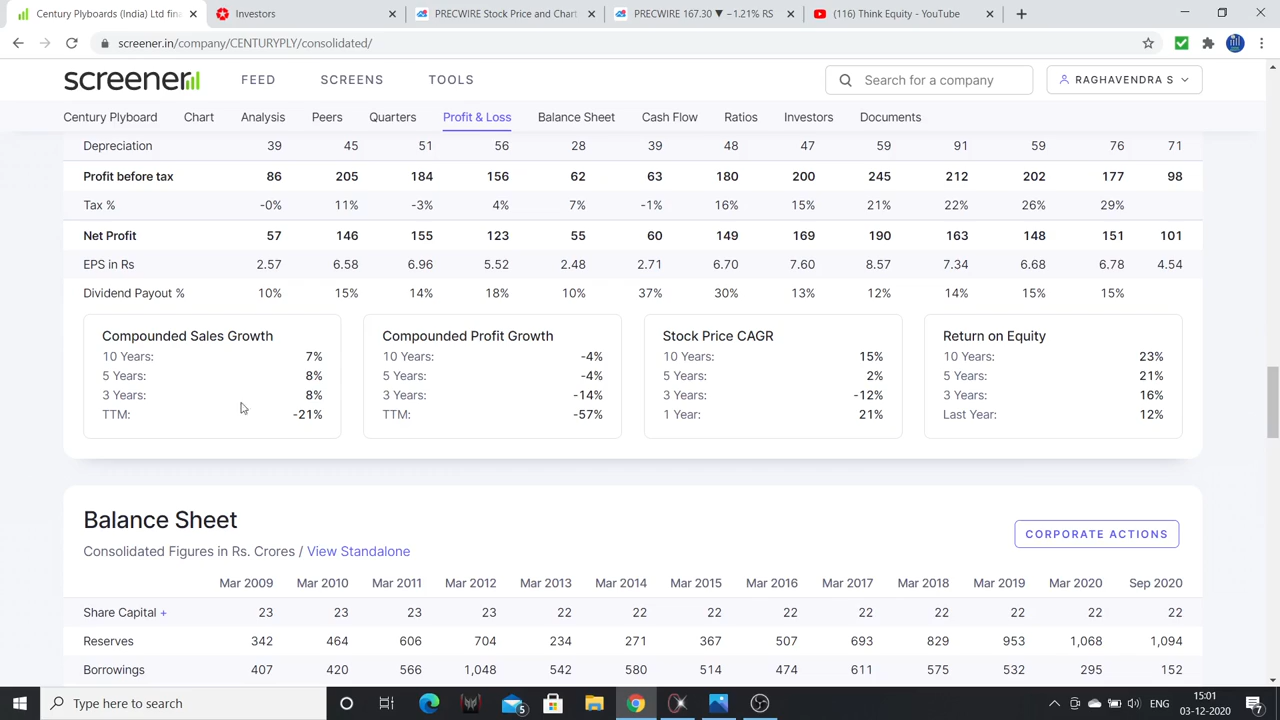 Century Plyboards (India) Ltd fina
Investors
PRECWIRE Stock Price and Chart
PRECWIRE 167.30 ▼ −1.21% RS
(116) Think Equity - YouTube
screener.in/company/CENTURYPLY/consolidated/
screener
FEED SCREENS TOOLS
Search for a company
RAGHAVENDRA S
Century Plyboard Chart Analysis Peers Quarters Profit & Loss Balance Sheet Cash Flow Ratios Investors Documents
Depreciation 39 45 51 56 28 39 48 47 59 91 59 76 71
Profit before tax 86 205 184 156 62 63 180 200 245 212 202 177 98
Tax % -0% 11% -3% 4% 7% -1% 16% 15% 21% 22% 26% 29%
Net Profit 57 146 155 123 55 60 149 169 190 163 148 151 101
EPS in Rs 2.57 6.58 6.96 5.52 2.48 2.71 6.70 7.60 8.57 7.34 6.68 6.78 4.54
Dividend Payout % 10% 15% 14% 18% 10% 37% 30% 13% 12% 14% 15% 15%
Compounded Sales Growth
10 Years: 7%
5 Years: 8%
3 Years: 8%
TTM: -21%
Compounded Profit Growth
10 Years: -4%
5 Years: -4%
3 Years: -14%
TTM: -57%
Stock Price CAGR
10 Years: 15%
5 Years: 2%
3 Years: -12%
1 Year: 21%
Return on Equity
10 Years: 23%
5 Years: 21%
3 Years: 16%
Last Year: 12%
Balance Sheet
CORPORATE ACTIONS
Consolidated Figures in Rs. Crores / View Standalone
Mar 2009 Mar 2010 Mar 2011 Mar 2012 Mar 2013 Mar 2014 Mar 2015 Mar 2016 Mar 2017 Mar 2018 Mar 2019 Mar 2020 Sep 2020
Share Capital + 23 23 23 23 22 22 22 22 22 22 22 22 22
Reserves 342 464 606 704 234 271 367 507 693 829 953 1,068 1,094
Borrowings 407 420 566 1,048 542 580 514 474 611 575 532 295 152
Type here to search
5
ENG
15:01
03-12-2020
7